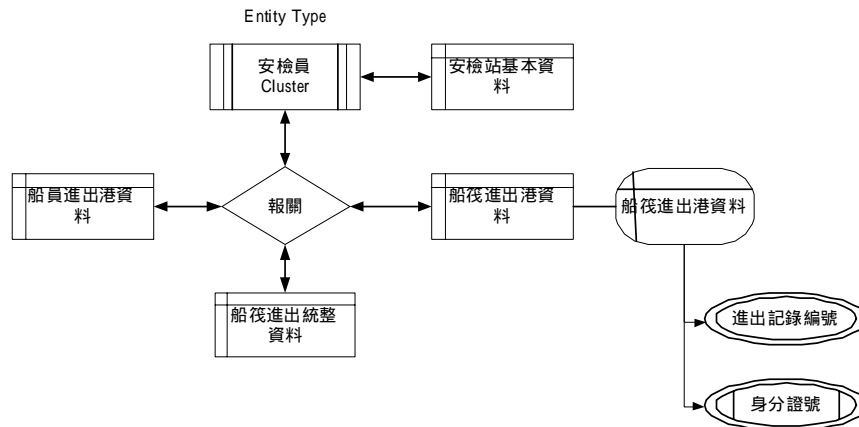 Entity Type
安檢員
Cluster
安檢站基本資
料
船員進出港資
料
報關
船筏進出港資
料
船筏進出港資料
船筏進出統整
資料
進出記錄編號
身分證號